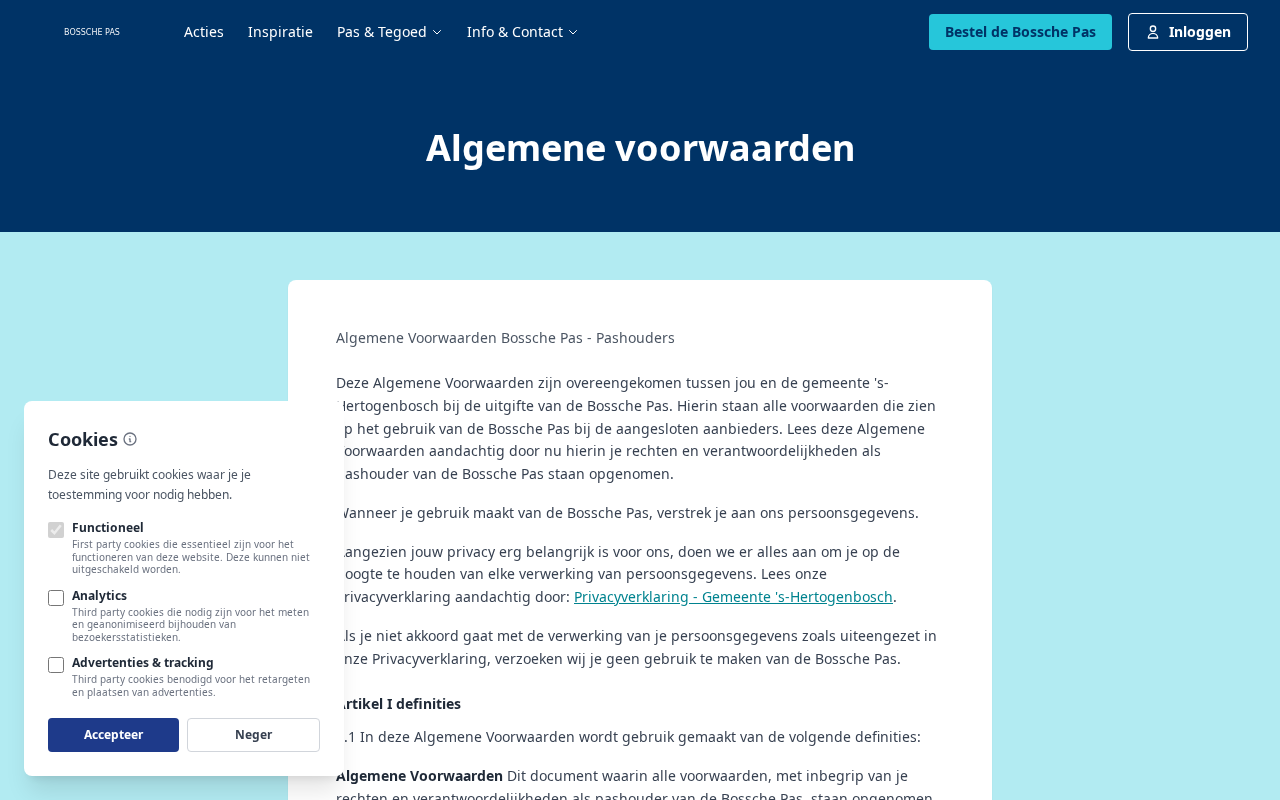 BOSSCHE PAS
Acties
Inspiratie
Pas & Tegoed
Info & Contact
Bestel de Bossche Pas
Inloggen
Algemene voorwaarden
Algemene Voorwaarden Bossche Pas - Pashouders
Deze Algemene Voorwaarden zijn overeengekomen tussen jou en de gemeente 's-
Hertogenbosch bij de uitgifte van de Bossche Pas. Hierin staan alle voorwaarden die zien
op het gebruik van de Bossche Pas bij de aangesloten aanbieders. Lees deze Algemene
Voorwaarden aandachtig door nu hierin je rechten en verantwoordelijkheden als
pashouder van de Bossche Pas staan opgenomen.
Wanneer je gebruik maakt van de Bossche Pas, verstrek je aan ons persoonsgegevens.
Aangezien jouw privacy erg belangrijk is voor ons, doen we er alles aan om je op de
hoogte te houden van elke verwerking van persoonsgegevens. Lees onze
privacyverklaring aandachtig door: Privacyverklaring - Gemeente 's-Hertogenbosch.
Als je niet akkoord gaat met de verwerking van je persoonsgegevens zoals uiteengezet in
onze Privacyverklaring, verzoeken wij je geen gebruik te maken van de Bossche Pas.
Artikel I definities
1.1 In deze Algemene Voorwaarden wordt gebruik gemaakt van de volgende definities:
Algemene Voorwaarden Dit document waarin alle voorwaarden, met inbegrip van je
rechten en verantwoordelijkheden als pashouder van de Bossche Pas, staan opgenomen
Cookies
Deze site gebruikt cookies waar je je
toestemming voor nodig hebben.
Functioneel
First party cookies die essentieel zijn voor het
functioneren van deze website. Deze kunnen niet
uitgeschakeld worden.
Analytics
Third party cookies die nodig zijn voor het meten
en geanonimiseerd bijhouden van
bezoekersstatistieken.
Advertenties & tracking
Third party cookies benodigd voor het retargeten
en plaatsen van advertenties.
Accepteer
Neger